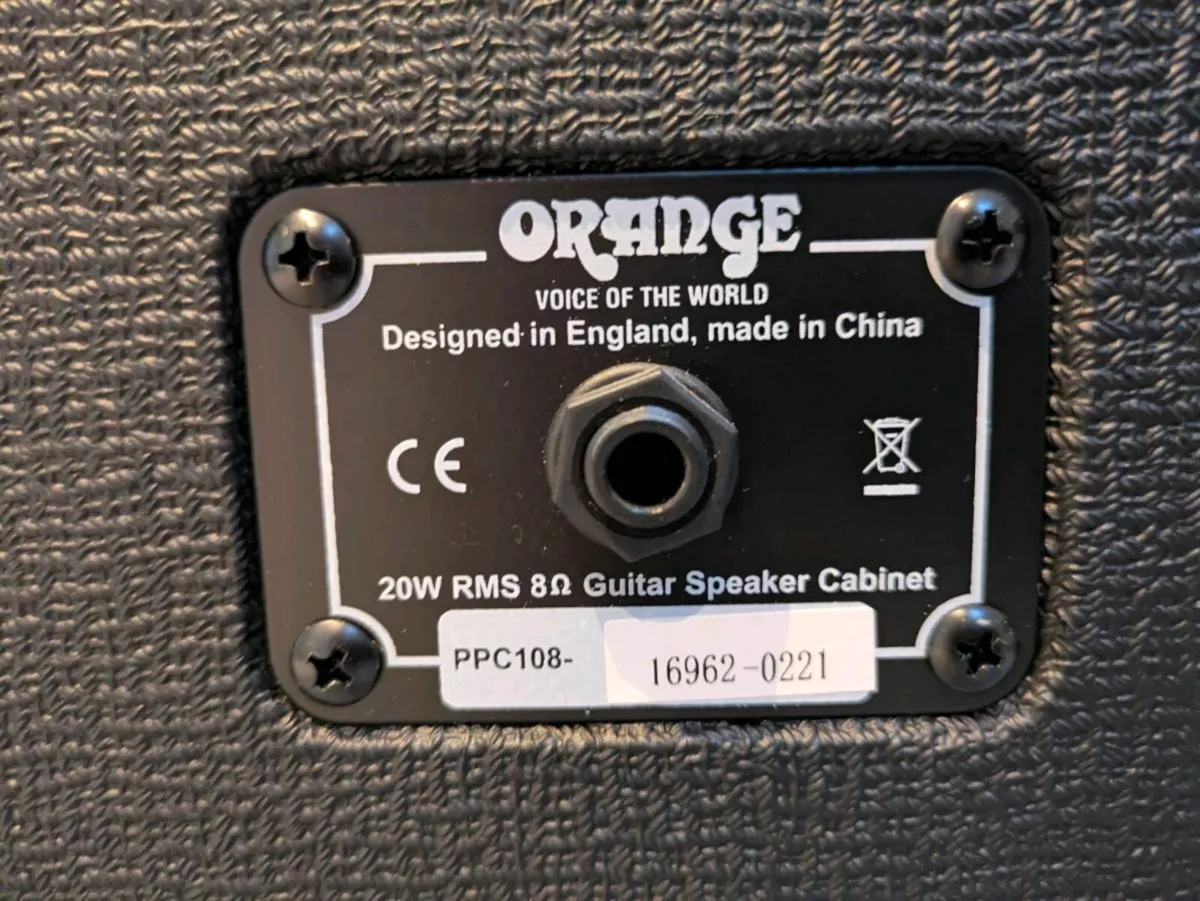 ORANGE
VOICE OF THE WORLD
Designed in England, made in China
CE
20W RMS 8Ω Guitar Speaker Cabinet
PPC108- 16962-0221